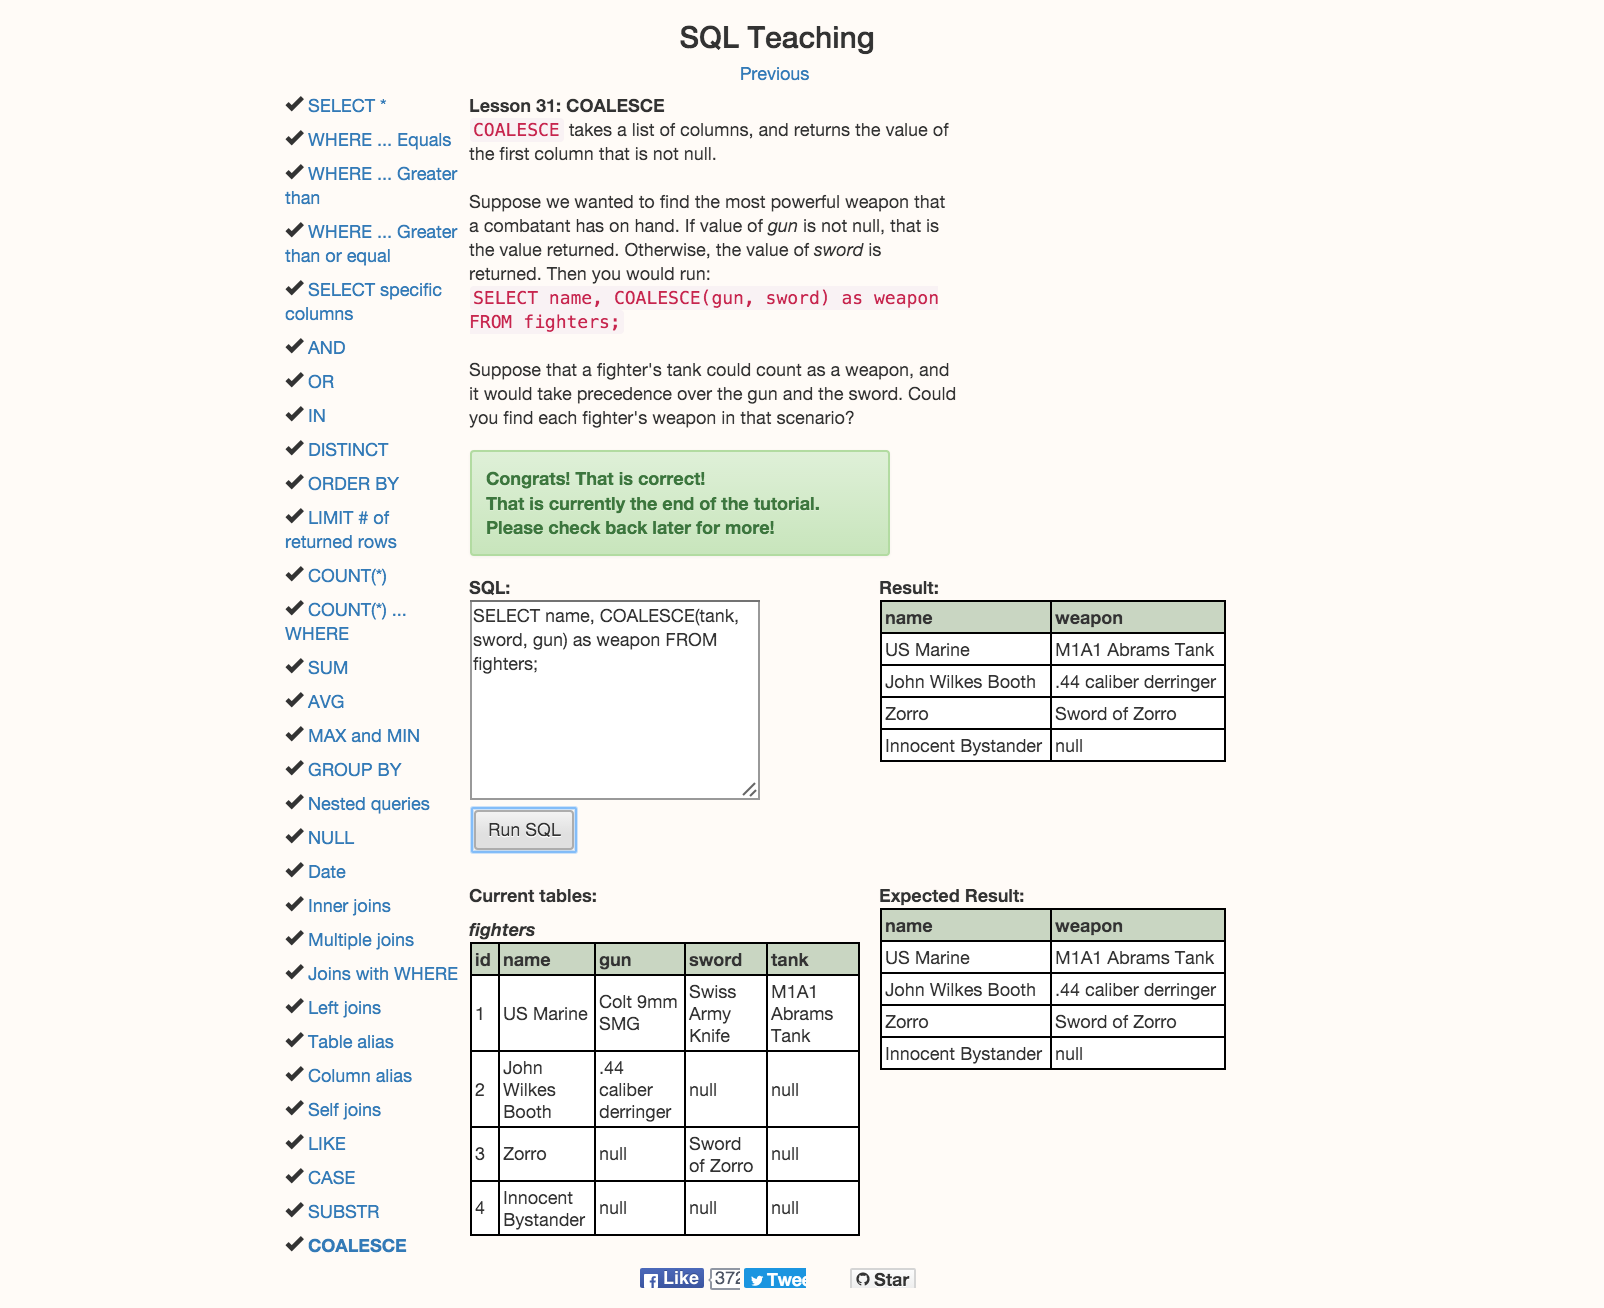 SQL Teaching
Previous
SELECT *
WHERE ... Equals
WHERE ... Greater
than
WHERE ... Greater
than or equal
SELECT specific
columns
AND
OR
IN
DISTINCT
ORDER BY
LIMIT # of
returned rows
COUNT(*)
COUNT(*) ...
WHERE
SUM
AVG
MAX and MIN
GROUP BY
Nested queries
NULL
Date
Inner joins
Multiple joins
Joins with WHERE
Left joins
Table alias
Column alias
Self joins
LIKE
CASE
SUBSTR
COALESCE
Lesson 31: COALESCE
COALESCE takes a list of columns, and returns the value of
the first column that is not null.
Suppose we wanted to find the most powerful weapon that
a combatant has on hand. If value of gun is not null, that is
the value returned. Otherwise, the value of sword is
returned. Then you would run:
SELECT name, COALESCE(gun, sword) as weapon
FROM fighters;
Suppose that a fighter's tank could count as a weapon, and
it would take precedence over the gun and the sword. Could
you find each fighter's weapon in that scenario?
Congrats! That is correct!
That is currently the end of the tutorial.
Please check back later for more!
SQL:
SELECT name, COALESCE(tank,
sword, gun) as weapon FROM
fighters;
Run SQL
Result:
name weapon
US Marine M1A1 Abrams Tank
John Wilkes Booth .44 caliber derringer
Zorro Sword of Zorro
Innocent Bystander null
Current tables:
fighters
id name gun sword tank
1 US Marine Colt 9mm SMG Swiss Army Knife M1A1 Abrams Tank
2 John Wilkes Booth .44 caliber derringer null null
3 Zorro null Sword of Zorro null
4 Innocent Bystander null null null
Expected Result:
name weapon
US Marine M1A1 Abrams Tank
John Wilkes Booth .44 caliber derringer
Zorro Sword of Zorro
Innocent Bystander null
Like 372 Twee Star